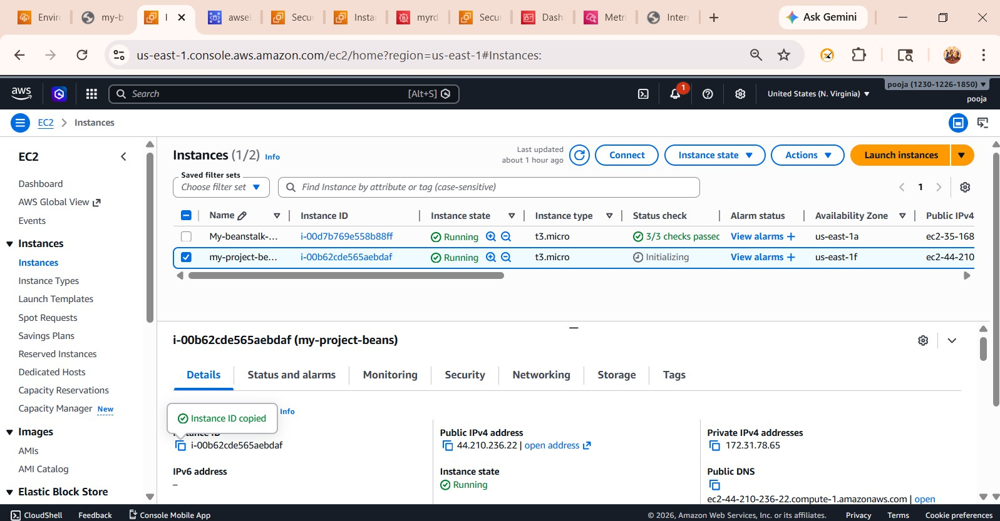 Envir
my-b
I
awsel
Secu
Insta
myrd
Secu
Dash
Metri
Intern
Ask Gemini
us-east-1.console.aws.amazon.com/ec2/home?region=us-east-1#Instances:
aws
Search
[Alt+S]
1
United States (N. Virginia)
pooja (1230-1226-1850)
pooja
EC2
Instances
EC2
Dashboard
AWS Global View
Events
Instances
Instances
Instance Types
Launch Templates
Spot Requests
Savings Plans
Reserved Instances
Dedicated Hosts
Capacity Reservations
Capacity Manager New
Images
AMIs
AMI Catalog
Elastic Block Store
Instances (1/2) Info
Last updated
about 1 hour ago
Connect
Instance state
Actions
Launch instances
Saved filter sets
Choose filter set
Find Instance by attribute or tag (case-sensitive)
1
Name Instance ID Instance state Instance type Status check Alarm status Availability Zone Public IPv4
My-beanstalk-... i-00d7b769e558b88ff Running t3.micro 3/3 checks passec View alarms + us-east-1a ec2-35-168
my-project-be... i-00b62cde565aebdaf Running t3.micro Initializing View alarms + us-east-1f ec2-44-210
i-00b62cde565aebdaf (my-project-beans)
Details Status and alarms Monitoring Security Networking Storage Tags
Info
Instance ID copied
Instance ID
i-00b62cde565aebdaf
IPv6 address
–
Public IPv4 address
44.210.236.22 | open address
Instance state
Running
Private IPv4 addresses
172.31.78.65
Public DNS
ec2-44-210-236-22.compute-1.amazonaws.com | open
CloudShell Feedback Console Mobile App © 2026, Amazon Web Services, Inc. or its affiliates. Privacy Terms Cookie preferences